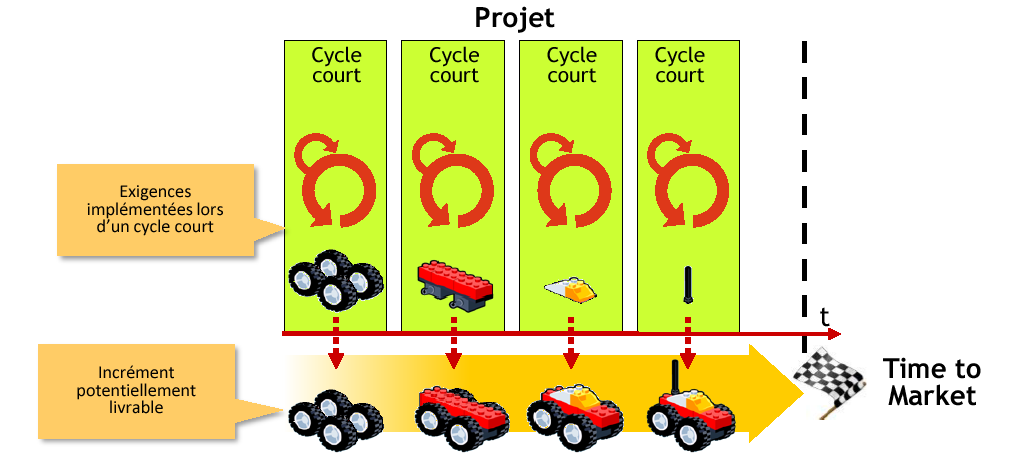 Projet
Cycle
court
Cycle
court
Cycle
court
Cycle
court
Exigences
implémentées lors
d'un cycle court
t
Incrément
potentiellement
livrable
Time to
Market